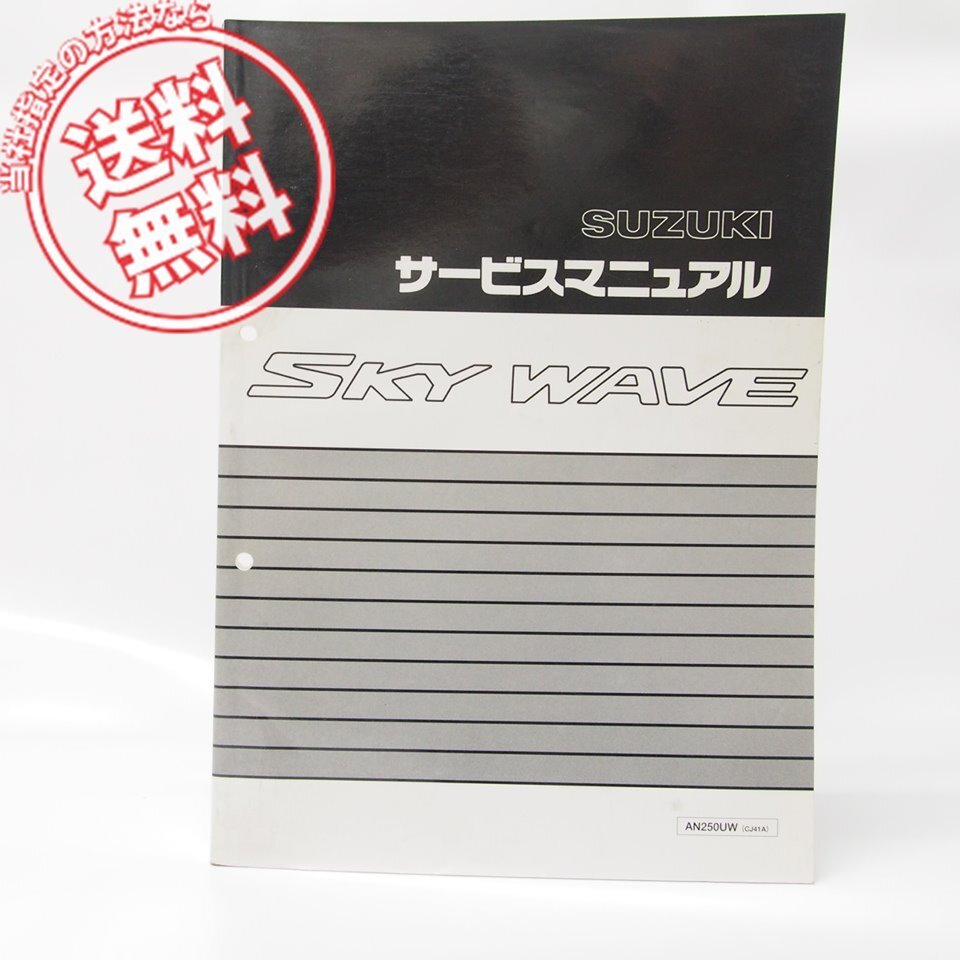 当社指定の方法なら
送料
無料
SUZUKI
サービスマニュアル
SKY WAVE
AN250UW (CJ41A)